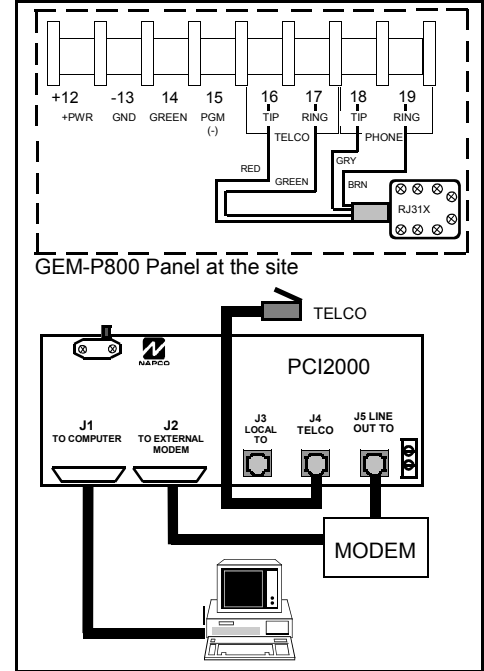 +12 -13 14 15 16 17 18 19
+PWR GND GREEN PGM TIP RING TIP RING
(-) TELCO PHONE
RED GREEN GRY BRN
RJ31X
GEM-P800 Panel at the site
TELCO
NAPCO
PCI2000
J1
TO COMPUTER
J2
TO EXTERNAL
MODEM
J3
LOCAL
TO
J4
TELCO
J5 LINE
OUT TO
MODEM